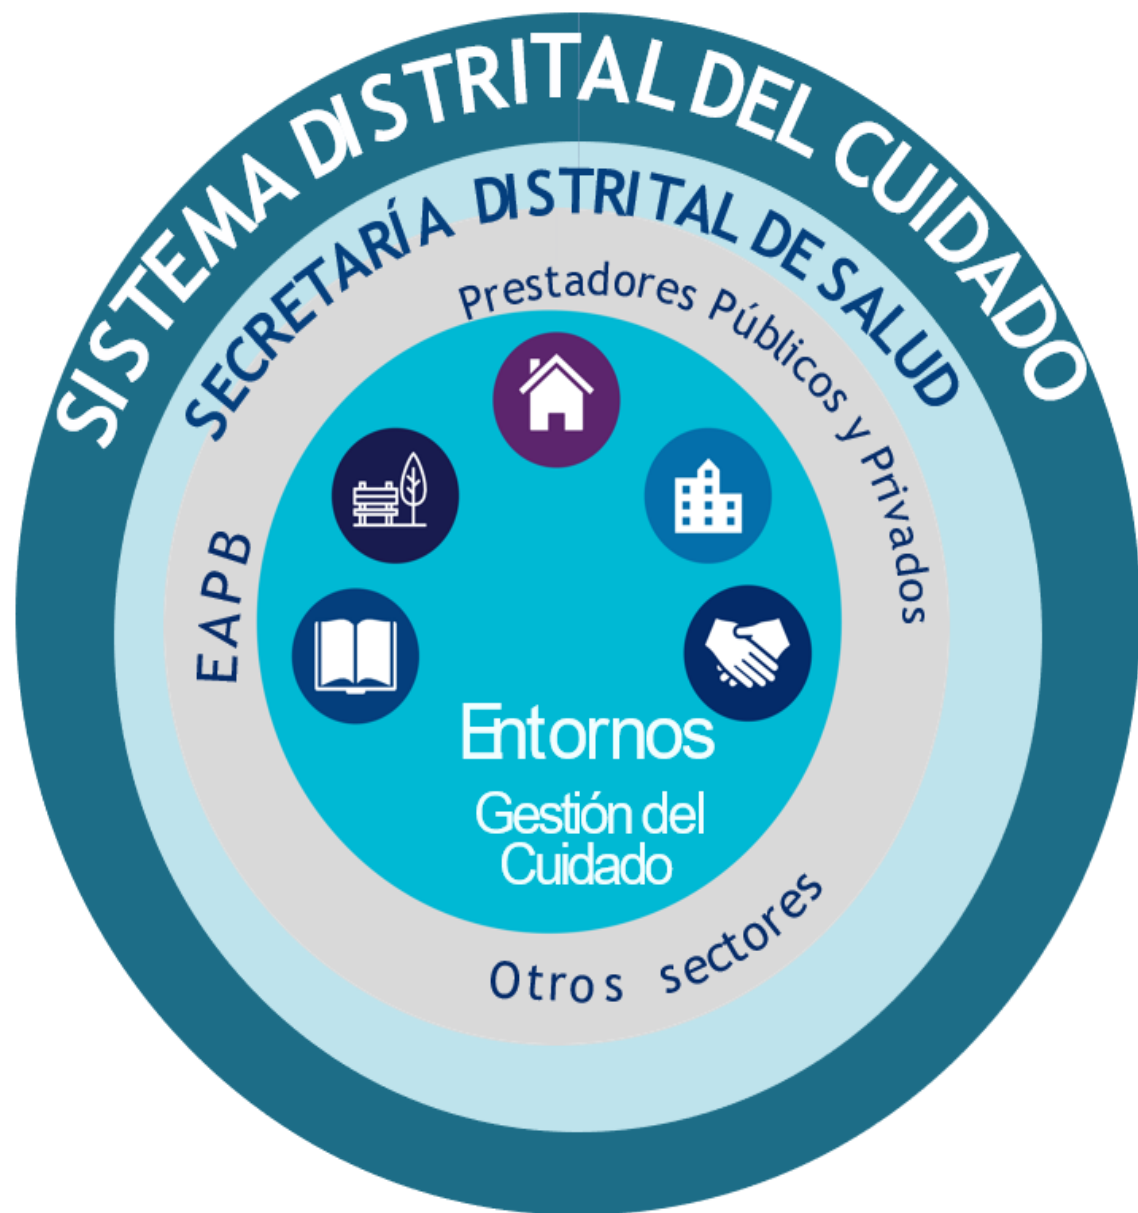 SISTEMA DISTRITAL DEL CUIDADO
SECRETARÍA DISTRITAL DE SALUD
Prestadores Públicos y Privados
EAPB
Entornos
Gestión del
Cuidado
Otros sectores